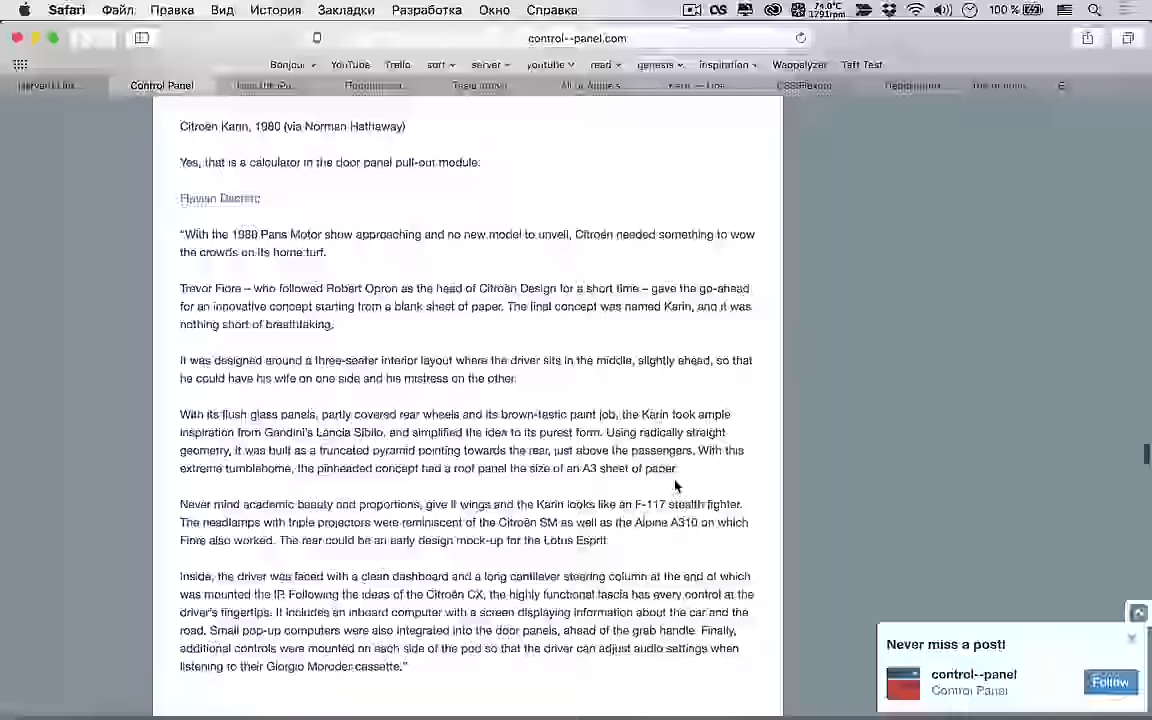 Safari Файл Правка Вид История Закладки Разработка Окно Справка
74.0°C
1791rpm
100 %
control--panel.com
Bonjour YouTube Trello sort server youtube read genesis inspiration Wappalyzer Taft Test
Control Panel
Citroën Karin, 1980 (via Norman Hathaway)
Yes, that is a calculator in the door panel pull-out module.
“With the 1980 Paris Motor show approaching and no new model to unveil, Citroën needed something to wow
the crowds on its home turf.
Trevor Fiore – who followed Robert Opron as the head of Citroën Design for a short time – gave the go-ahead
for an innovative concept starting from a blank sheet of paper. The final concept was named Karin, and it was
nothing short of breathtaking.
It was designed around a three-seater interior layout where the driver sits in the middle, slightly ahead, so that
he could have his wife on one side and his mistress on the other.
With its flush glass panels, partly covered rear wheels and its brown-tastic paint job, the Karin took ample
inspiration from Gandini’s Lancia Sibilo, and simplified the idea to its purest form. Using radically straight
geometry, it was built as a truncated pyramid pointing towards the rear, just above the passengers. With this
extreme tumblehome, the pinheaded concept had a roof panel the size of an A3 sheet of paper.
Never mind academic beauty and proportions, give it wings and the Karin looks like an F-117 stealth fighter.
The headlamps with triple projectors were reminiscent of the Citroën SM as well as the Alpine A310 on which
Fiore also worked. The rear could be an early design mock-up for the Lotus Esprit.
Inside, the driver was faced with a clean dashboard and a long cantilever steering column at the end of which
was mounted the IP. Following the ideas of the Citroën CX, the highly functional fascia has every control at the
driver’s fingertips. It includes an inboard computer with a screen displaying information about the car and the
road. Small pop-up computers were also integrated into the door panels, ahead of the grab handle. Finally,
additional controls were mounted on each side of the pod so that the driver can adjust audio settings when
listening to their Giorgio Moroder cassette.”
Never miss a post!
control--panel
Control Panel
Follow